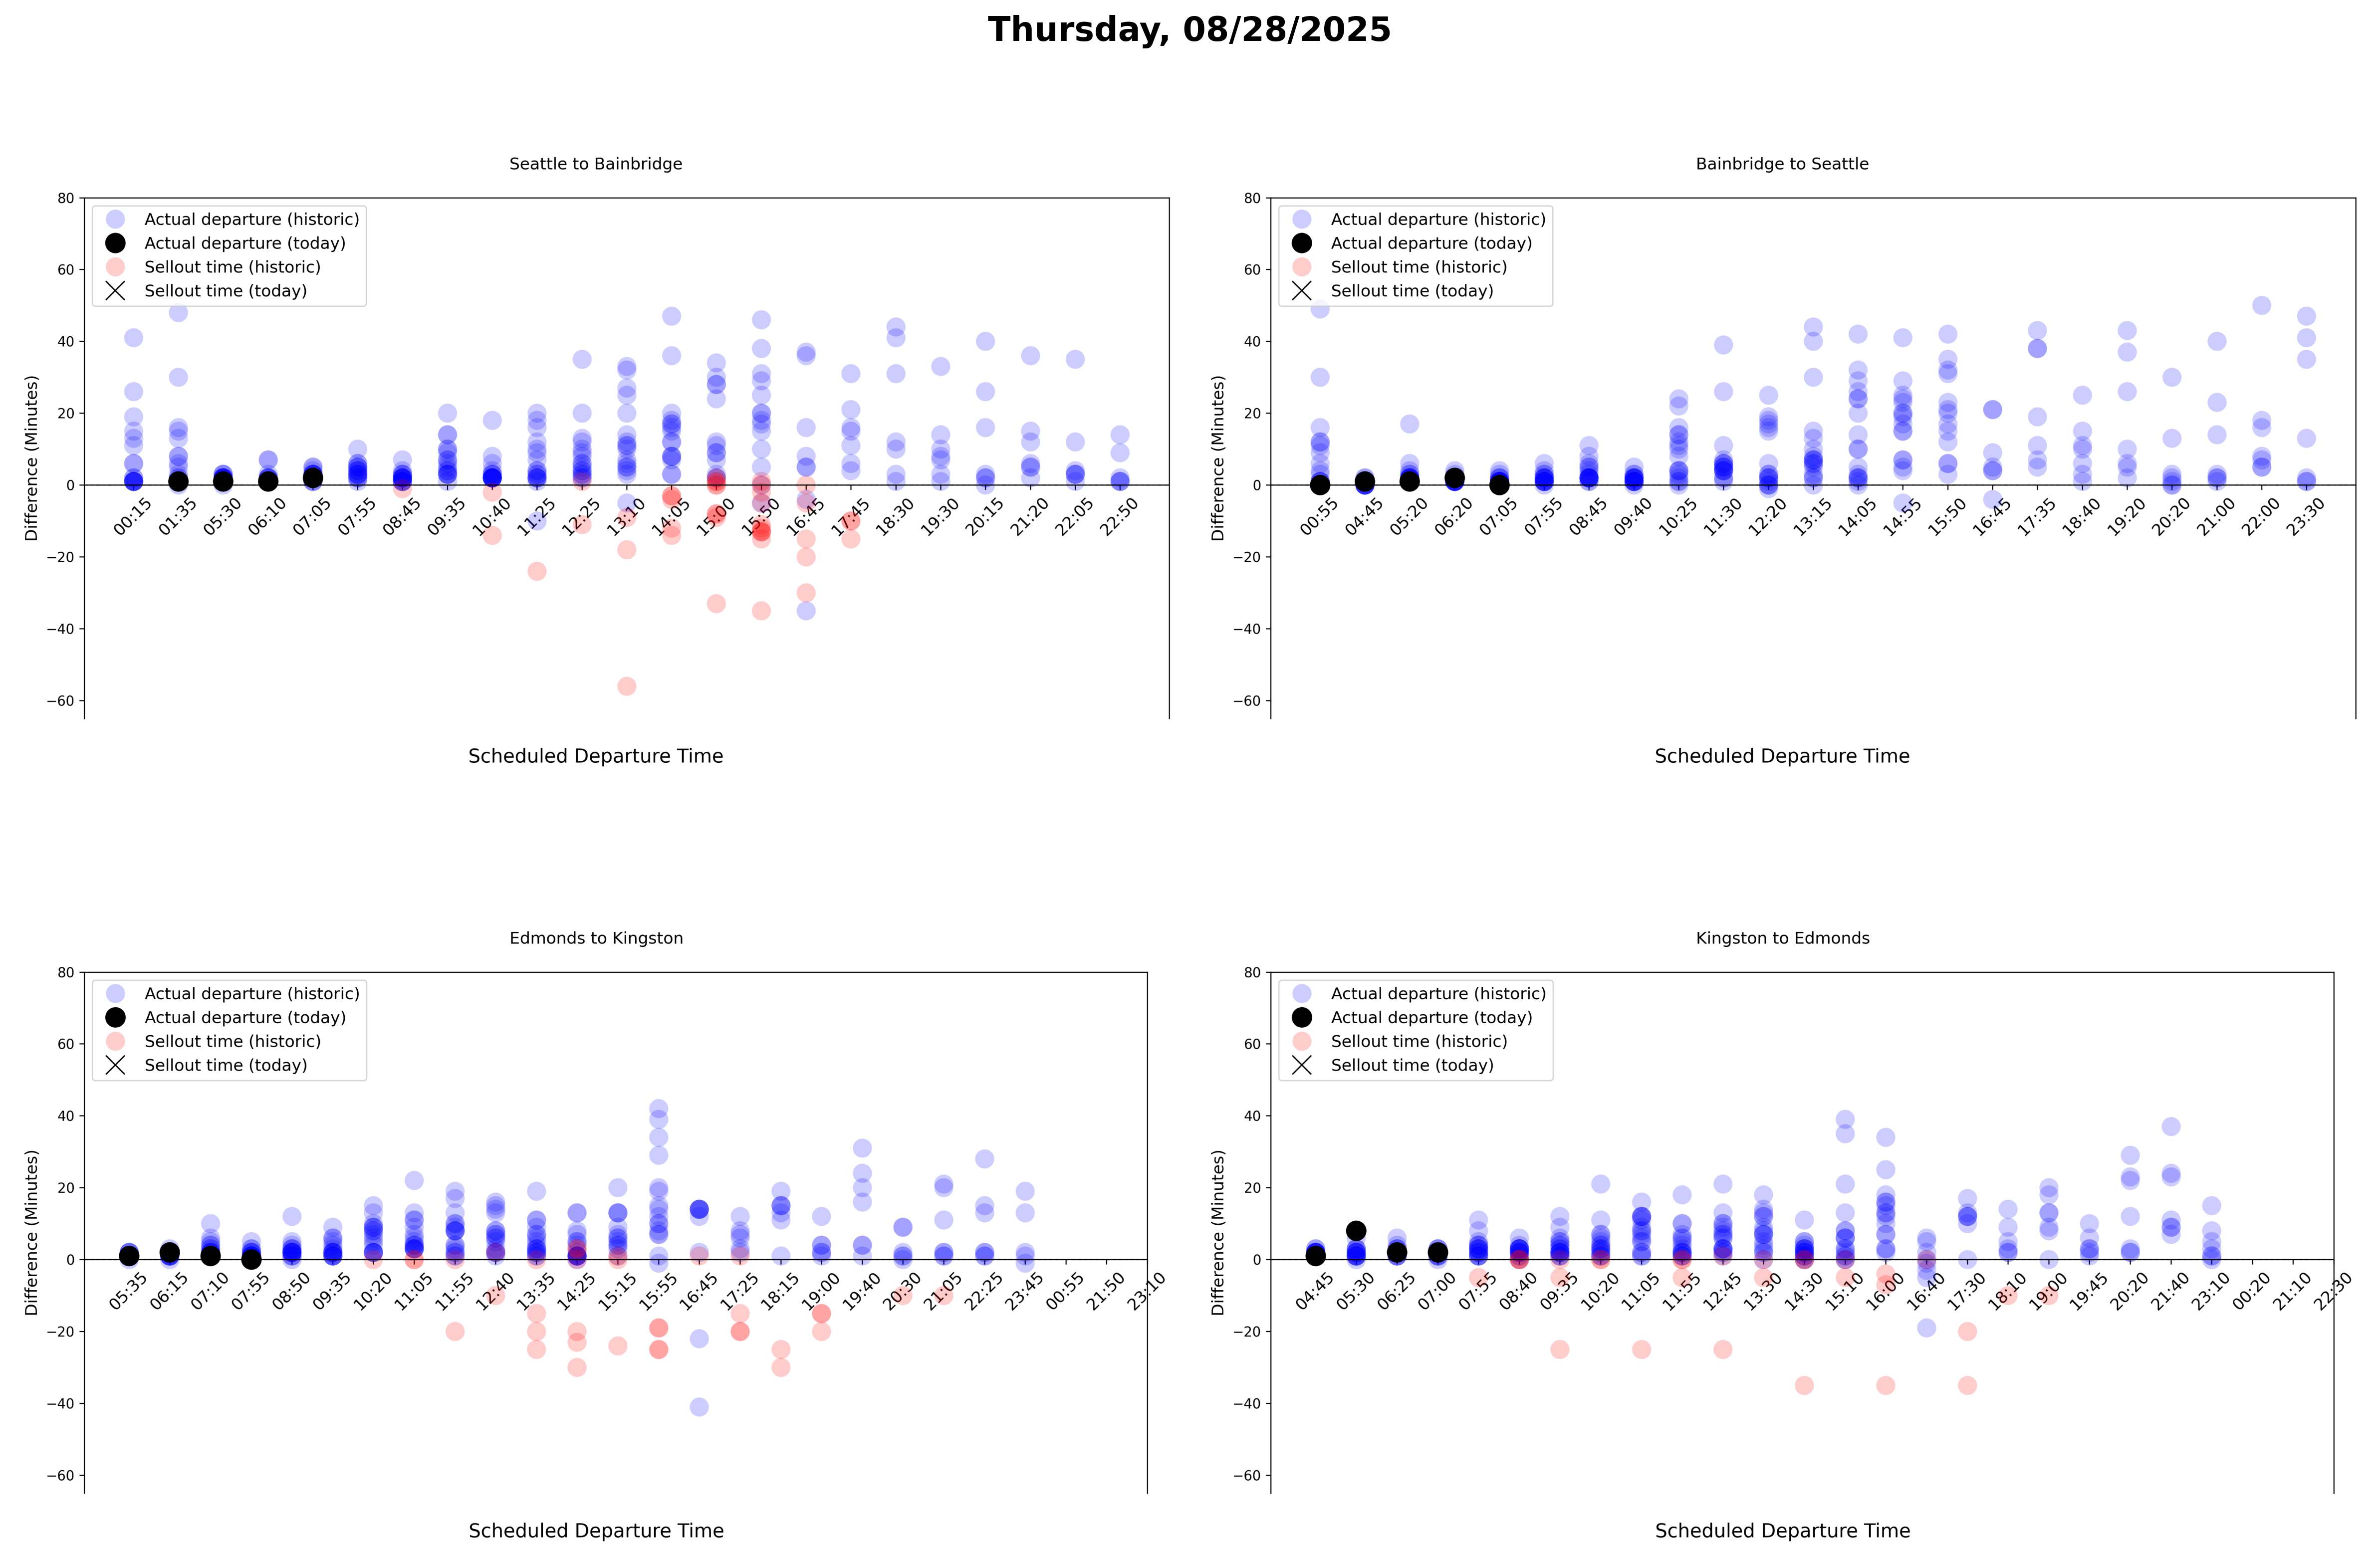 Thursday, 08/28/2025
Seattle to Bainbridge
80
60
40
20
0
−20
−40
−60
Difference (Minutes)
Actual departure (historic)
Actual departure (today)
Sellout time (historic)
Sellout time (today)
00:15 01:35 05:30 06:10 07:05 07:55 08:45 09:35 10:40 11:25 12:25 13:10 14:05 15:00 15:50 16:45 17:45 18:30 19:30 20:15 21:20 22:05 22:50
Scheduled Departure Time
Bainbridge to Seattle
80
60
40
20
0
−20
−40
−60
Difference (Minutes)
Actual departure (historic)
Actual departure (today)
Sellout time (historic)
Sellout time (today)
00:55 04:45 05:20 06:20 07:05 07:55 08:45 09:40 10:25 11:30 12:20 13:15 14:05 14:55 15:50 16:45 17:35 18:40 19:20 20:20 21:00 22:00 23:30
Scheduled Departure Time
Edmonds to Kingston
80
60
40
20
0
−20
−40
−60
Difference (Minutes)
Actual departure (historic)
Actual departure (today)
Sellout time (historic)
Sellout time (today)
05:35 06:15 07:10 07:55 08:50 09:35 10:20 11:05 11:55 12:40 13:35 14:25 15:15 15:55 16:45 17:25 18:15 19:00 19:40 20:30 21:05 22:25 23:45 00:55 21:50 23:10
Scheduled Departure Time
Kingston to Edmonds
80
60
40
20
0
−20
−40
−60
Difference (Minutes)
Actual departure (historic)
Actual departure (today)
Sellout time (historic)
Sellout time (today)
04:45 05:30 06:25 07:00 07:55 08:40 09:35 10:20 11:05 11:55 12:45 13:30 14:30 15:10 16:00 16:40 17:30 18:10 19:00 19:45 20:20 21:40 23:10 00:20 21:10 22:30
Scheduled Departure Time